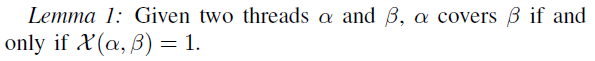 Lemma 1: Given two threads α and β, α covers β if and
only if 𝒳(α, β) = 1.